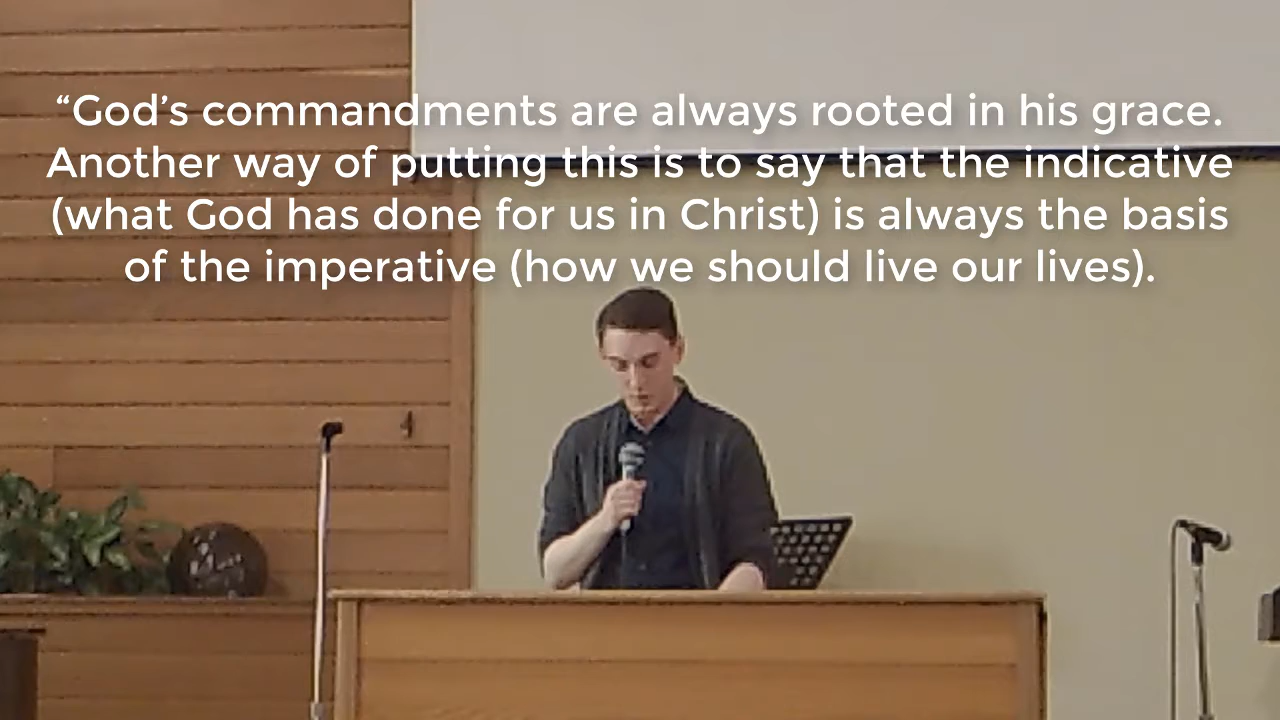 “God’s commandments are always rooted in his grace.
Another way of putting this is to say that the indicative
(what God has done for us in Christ) is always the basis
of the imperative (how we should live our lives).